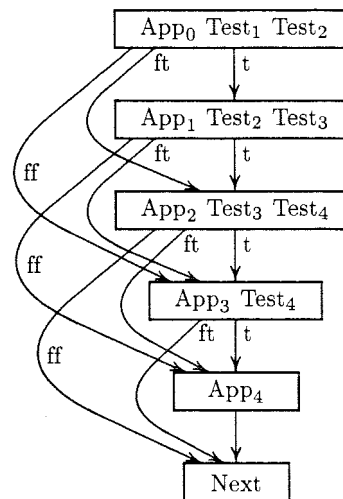 App₀ Test₁ Test₂
ft t
App₁ Test₂ Test₃
ft t
ff
App₂ Test₃ Test₄
ft t
ff
App₃ Test₄
ft t
ff
App₄
Next